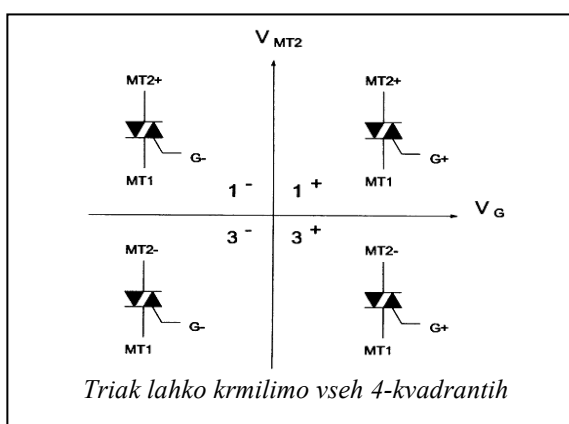 V MT2
MT2+ MT2+
G- G+
MT1 MT1
1 - 1 +
V G
3 - 3 +
MT2- MT2-
G- G+
MT1 MT1
Triak lahko krmilimo vseh 4-kvadrantih